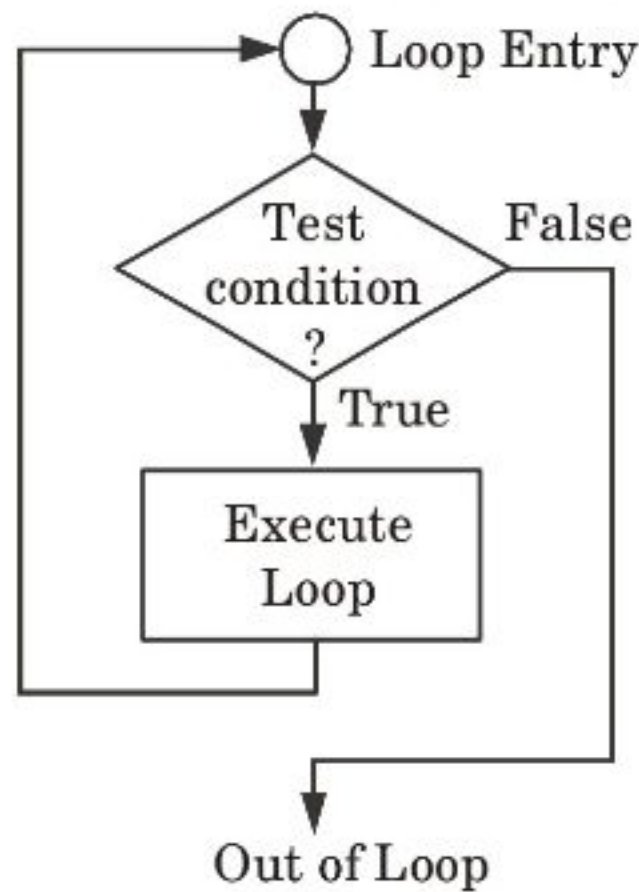 Loop Entry
Test
condition
?
False
True
Execute
Loop
Out of Loop